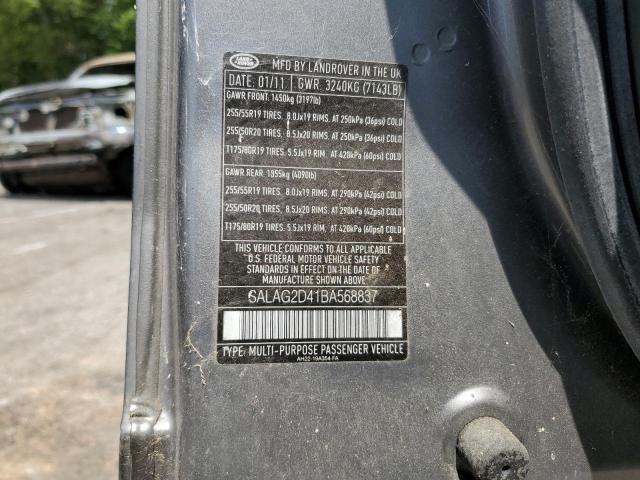 LAND ROVER
MFD BY LANDROVER IN THE UK
DATE: 01/11 GWR. 3240KG (7143LB)
GAWR FRONT: 1450kg (3197lb)
255/55R19 TIRES, 8.0Jx19 RIMS, AT 250kPa (36psi) COLD
255/50R20 TIRES, 8.5Jx20 RIMS, AT 250kPa (36psi) COLD
T175/80R19 TIRES, 5.5Jx19 RIM, AT 420kPa (60psi) COLD
GAWR REAR: 1855kg (4090lb)
255/55R19 TIRES, 8.0Jx19 RIMS, AT 290kPa (42psi) COLD
255/50R20 TIRES, 8.5Jx20 RIMS, AT 290kPa (42psi) COLD
T175/80R19 TIRES, 5.5Jx19 RIM, AT 420kPa (60psi) COLD
THIS VEHICLE CONFORMS TO ALL APPLICABLE
U.S. FEDERAL MOTOR VEHICLE SAFETY
STANDARDS IN EFFECT ON THE DATE OF
MANUFACTURE SHOWN ABOVE
SALAG2D41BA568837
TYPE: MULTI-PURPOSE PASSENGER VEHICLE
AH22-19A354-FA